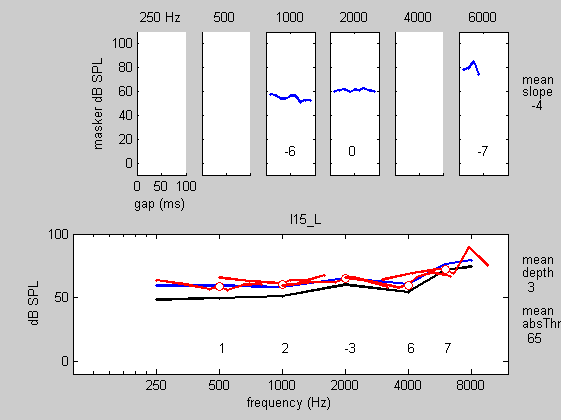 250 Hz 500 1000 2000 4000 6000
100
80
60
40
20
0
masker dB SPL
-6 0 -7
mean
slope
-4
0 50 100
gap (ms)
I15_L
100
50
0
dB SPL
1 2 -3 6 7
mean
depth
3
mean
absThr
65
250 500 1000 2000 4000 8000
frequency (Hz)